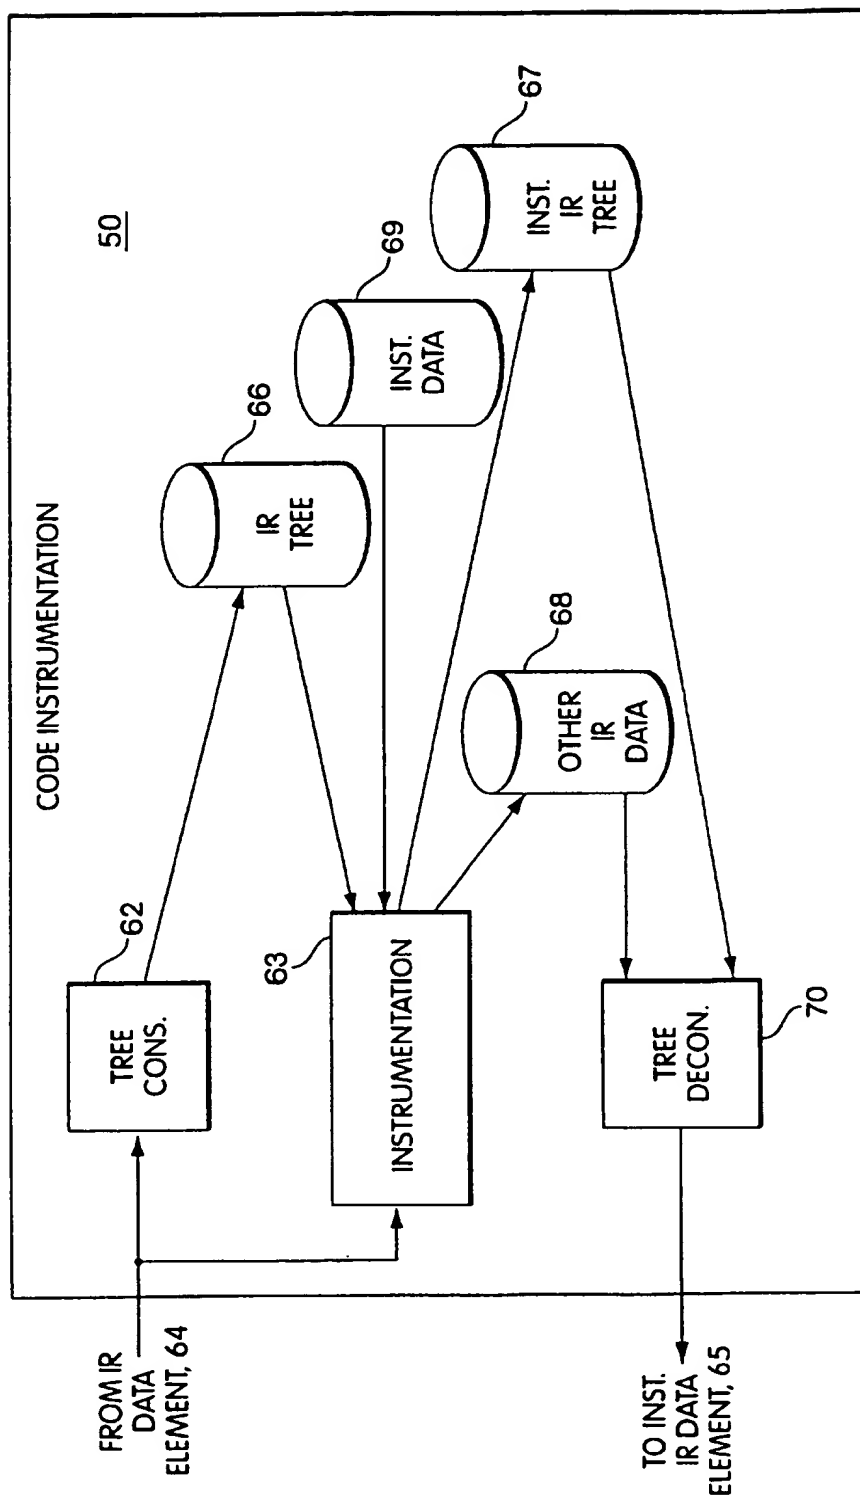 CODE INSTRUMENTATION
50
FROM IR
DATA
ELEMENT, 64
TREE
CONS.
62
IR
TREE
66
INST.
DATA
69
INST.
IR
TREE
67
INSTRUMENTATION
63
OTHER
IR
DATA
68
TREE
DECON.
70
TO INST.
IR DATA
ELEMENT, 65